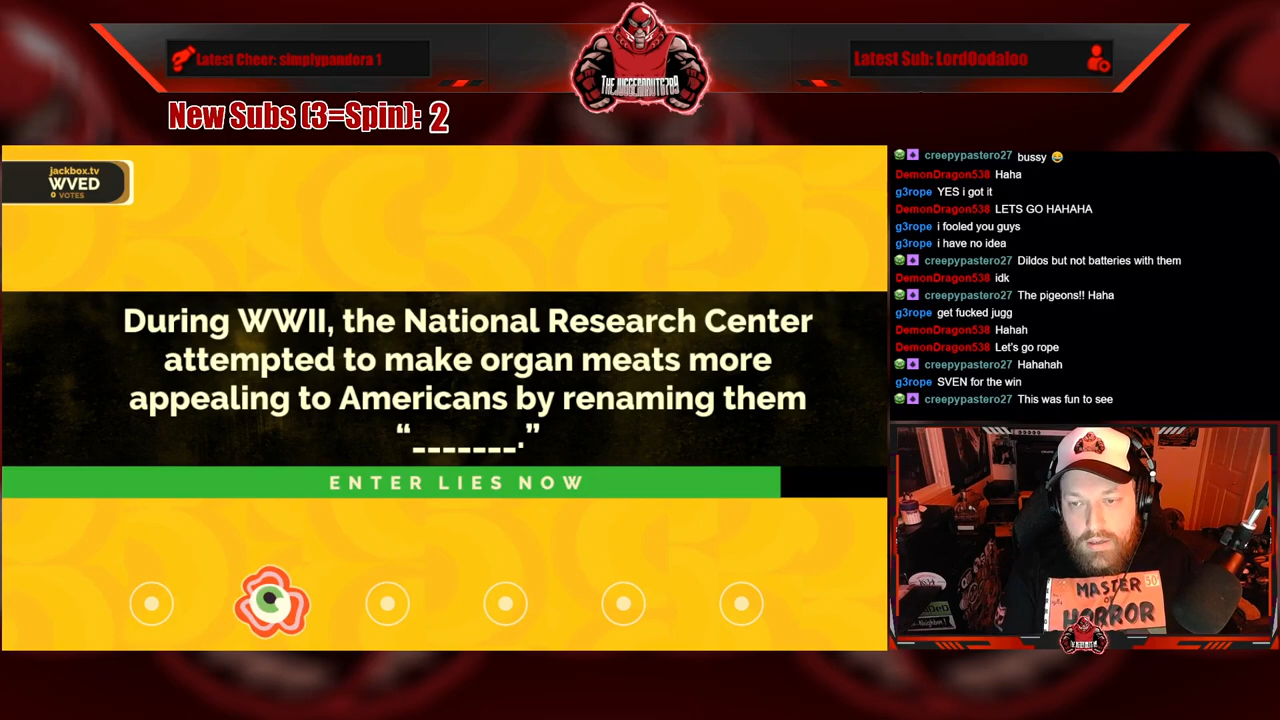 Latest Cheer: simplypandora 1
THEJUGGERNAUT6789
Latest Sub: LordOodaloo
New Subs (3=Spin): 2
jackbox.tv
WVED
0 VOTES
During WWII, the National Research Center
attempted to make organ meats more
appealing to Americans by renaming them
“_______.”
ENTER LIES NOW
creepypastero27 bussy 😂
DemonDragon538 Haha
g3rope YES i got it
DemonDragon538 LETS GO HAHAHA
g3rope i fooled you guys
g3rope i have no idea
creepypastero27 Dildos but not batteries with them
DemonDragon538 idk
creepypastero27 The pigeons!! Haha
g3rope get fucked jugg
DemonDragon538 Hahah
DemonDragon538 Let's go rope
creepypastero27 Hahahah
g3rope SVEN for the win
creepypastero27 This was fun to see
MASTER
OF
HORROR
50